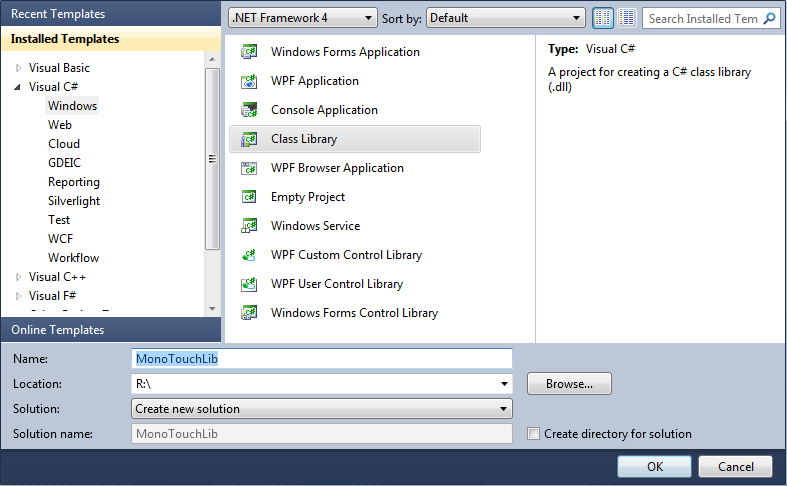 Recent Templates
Installed Templates
Visual Basic
Visual C#
Windows
Web
Cloud
GDEIC
Reporting
Silverlight
Test
WCF
Workflow
Visual C++
Visual F#
Online Templates
.NET Framework 4
Sort by: Default
Search Installed Tem
Windows Forms Application
WPF Application
Console Application
Class Library
WPF Browser Application
Empty Project
Windows Service
WPF Custom Control Library
WPF User Control Library
Windows Forms Control Library
Type: Visual C#
A project for creating a C# class library
(.dll)
Name: MonoTouchLib
Location: R:\ Browse...
Solution: Create new solution
Solution name: MonoTouchLib Create directory for solution
OK Cancel